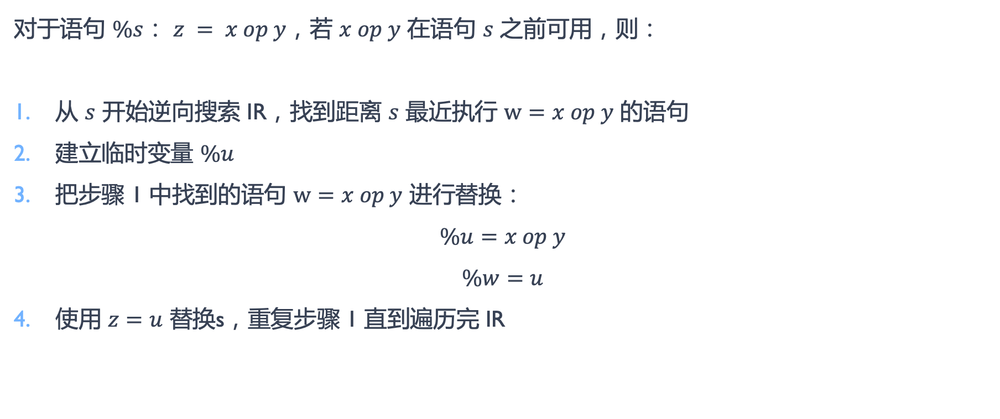 对于语句 %s： z = x op y，若 x op y 在语句 s 之前可用，则：
1. 从 s 开始逆向搜索 IR，找到距离 s 最近执行 w = x op y 的语句
2. 建立临时变量 %u
3. 把步骤 1 中找到的语句 w = x op y 进行替换：
%u = x op y
%w = u
4. 使用 z = u 替换s，重复步骤 1 直到遍历完 IR